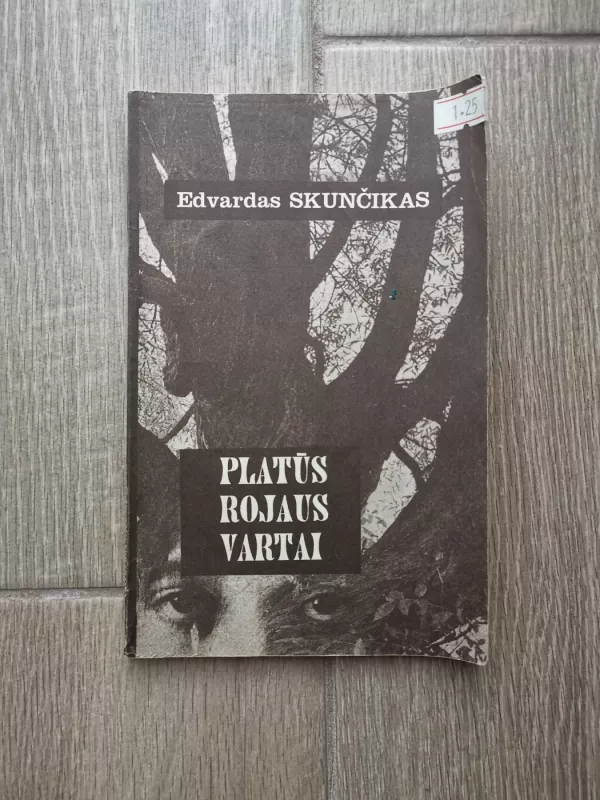 1.25
Edvardas SKUNČIKAS
PLATŪS
ROJAUS
VARTAI